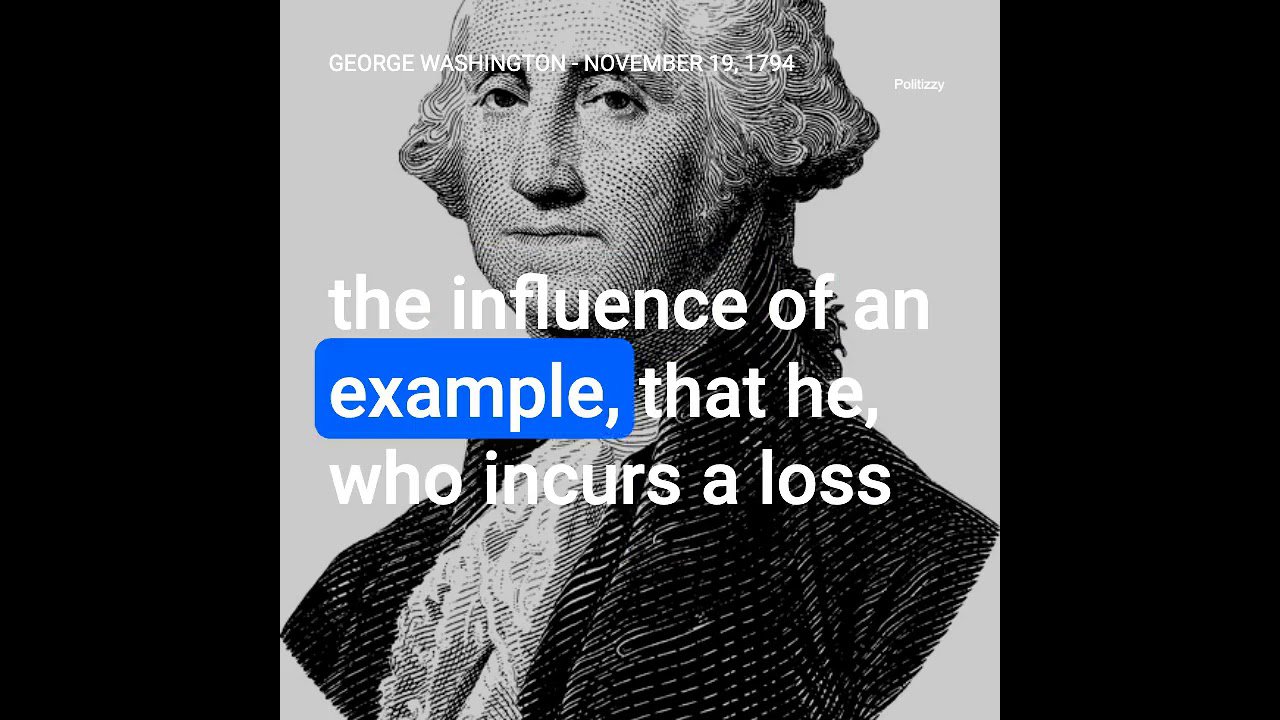 GEORGE WASHINGTON - NOVEMBER 19, 1794
Politizzy
the influence of an
example, that he,
who incurs a loss